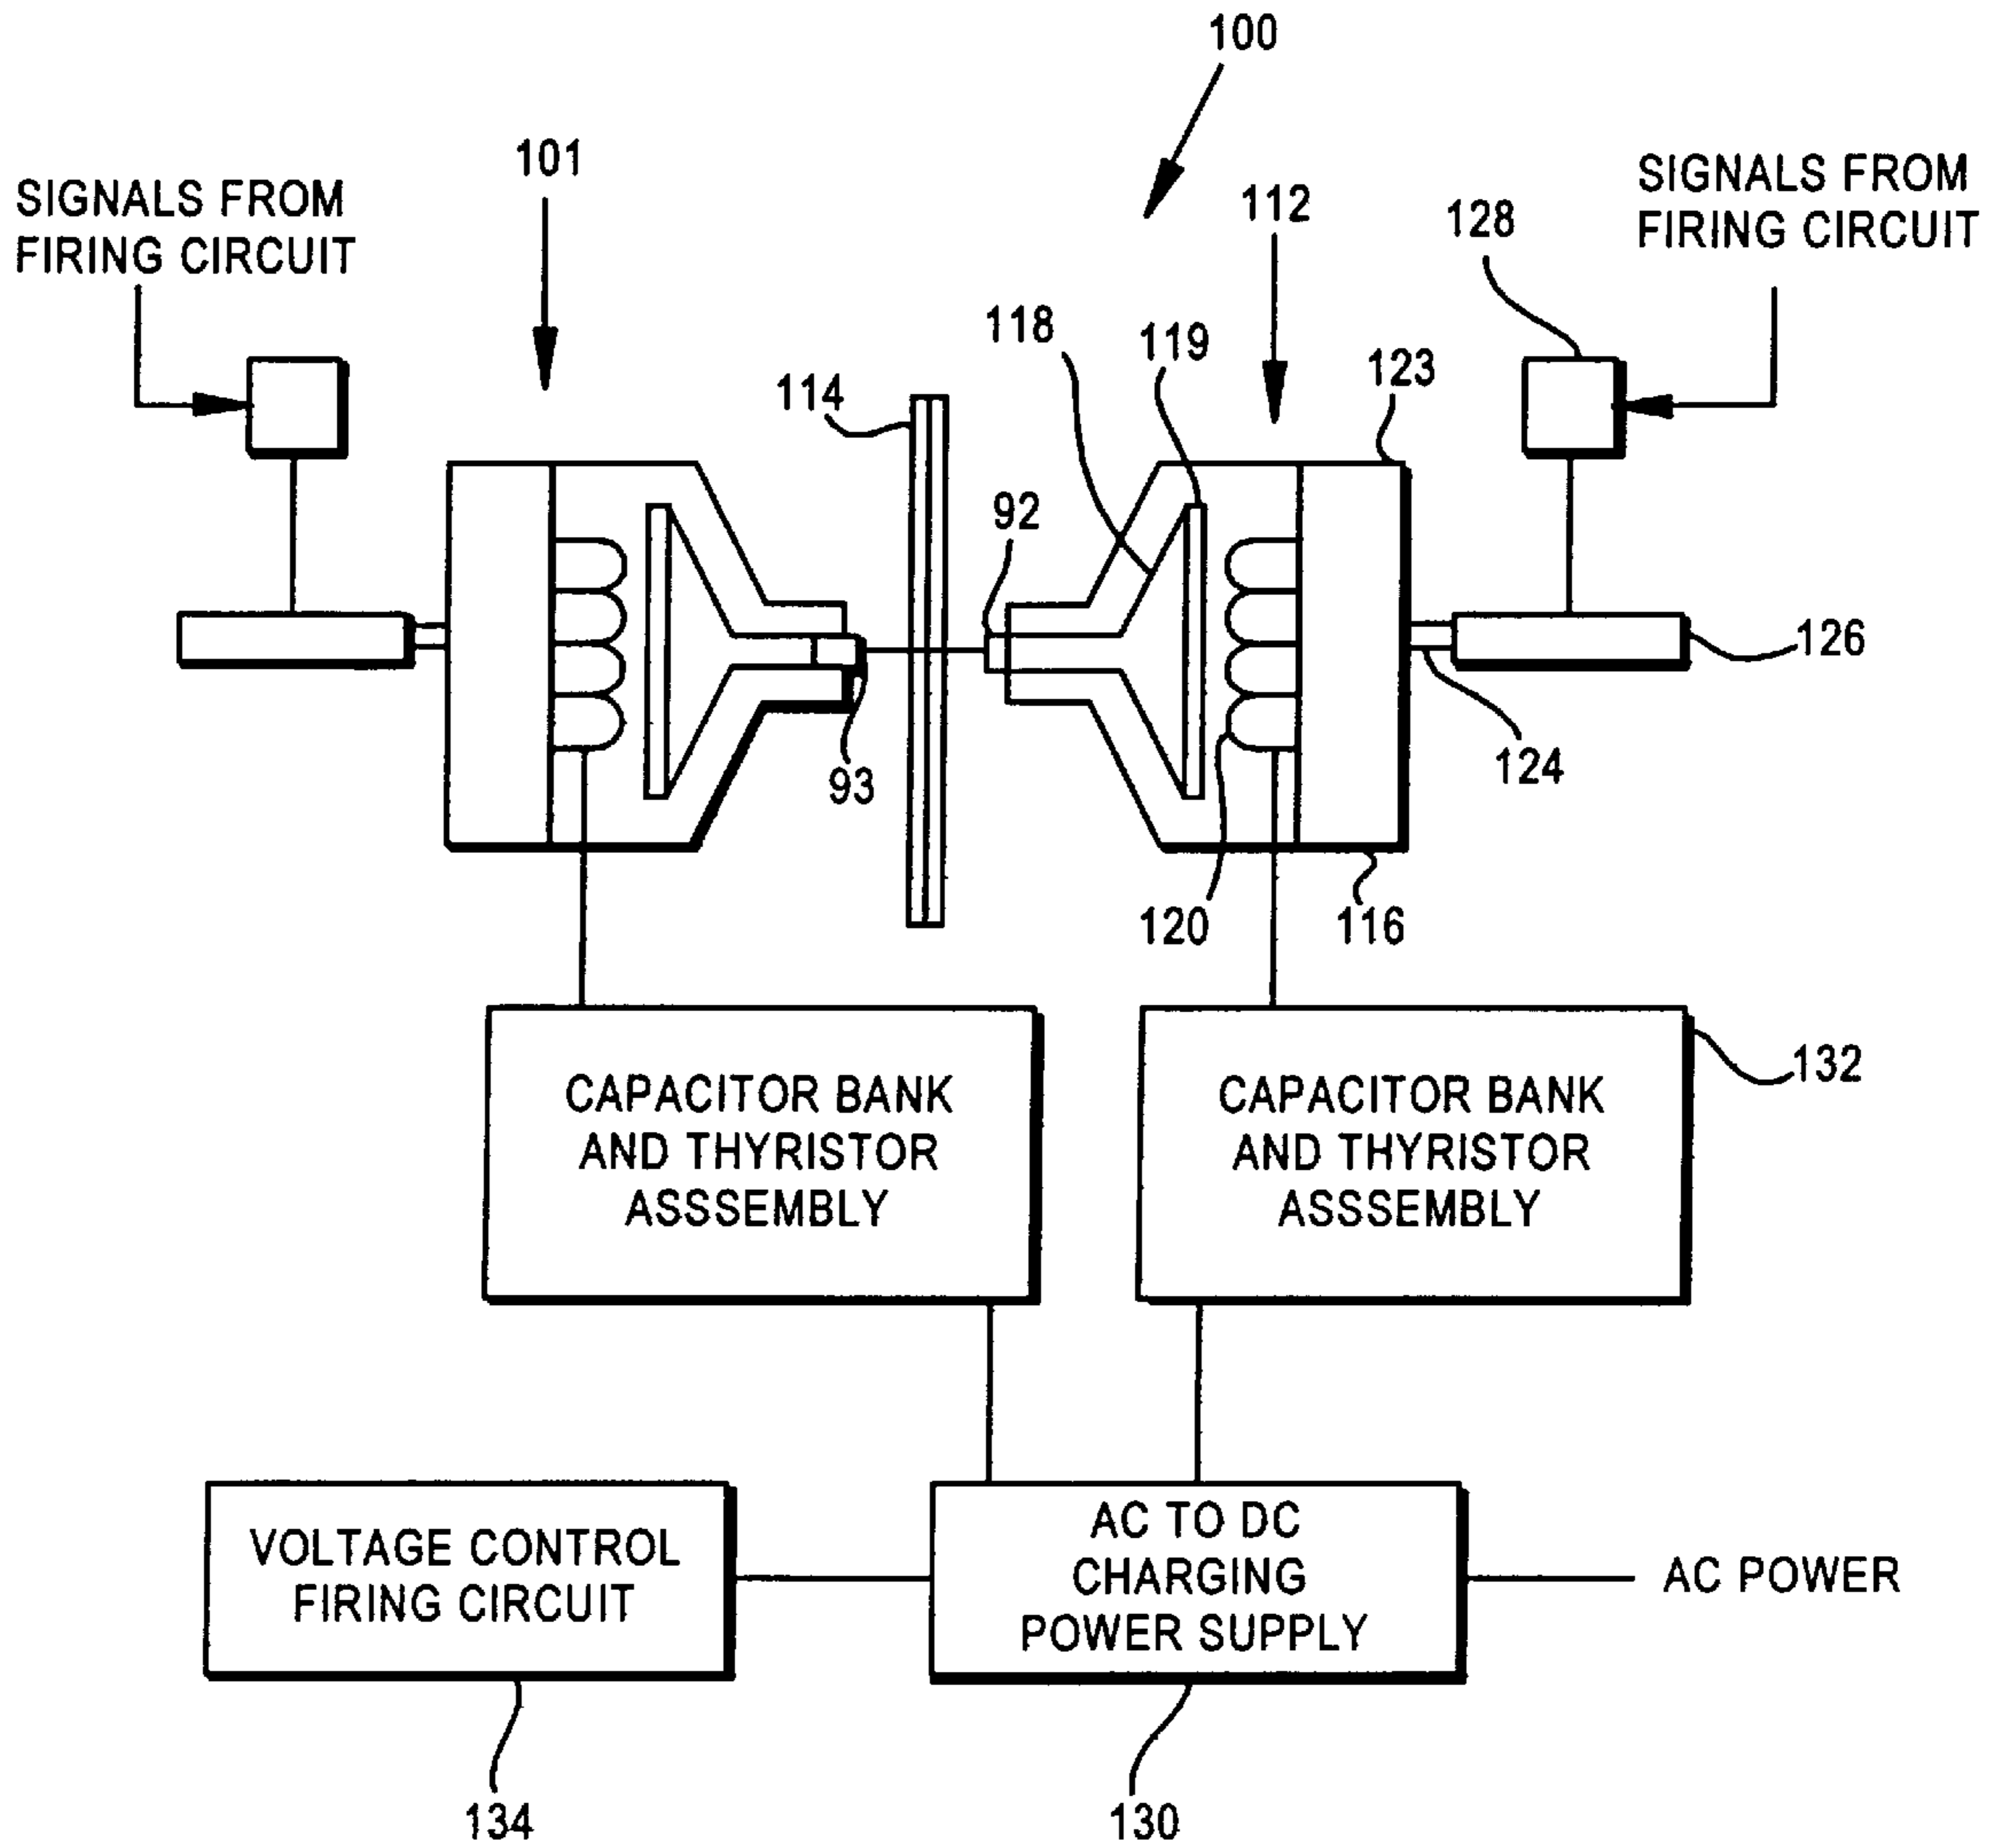 100
101
SIGNALS FROM
FIRING CIRCUIT
112
128
SIGNALS FROM
FIRING CIRCUIT
118
119
123
114
92
126
93
124
120
116
CAPACITOR BANK
AND THYRISTOR
ASSSEMBLY
CAPACITOR BANK
AND THYRISTOR
ASSSEMBLY
132
VOLTAGE CONTROL
FIRING CIRCUIT
AC TO DC
CHARGING
POWER SUPPLY
AC POWER
134
130